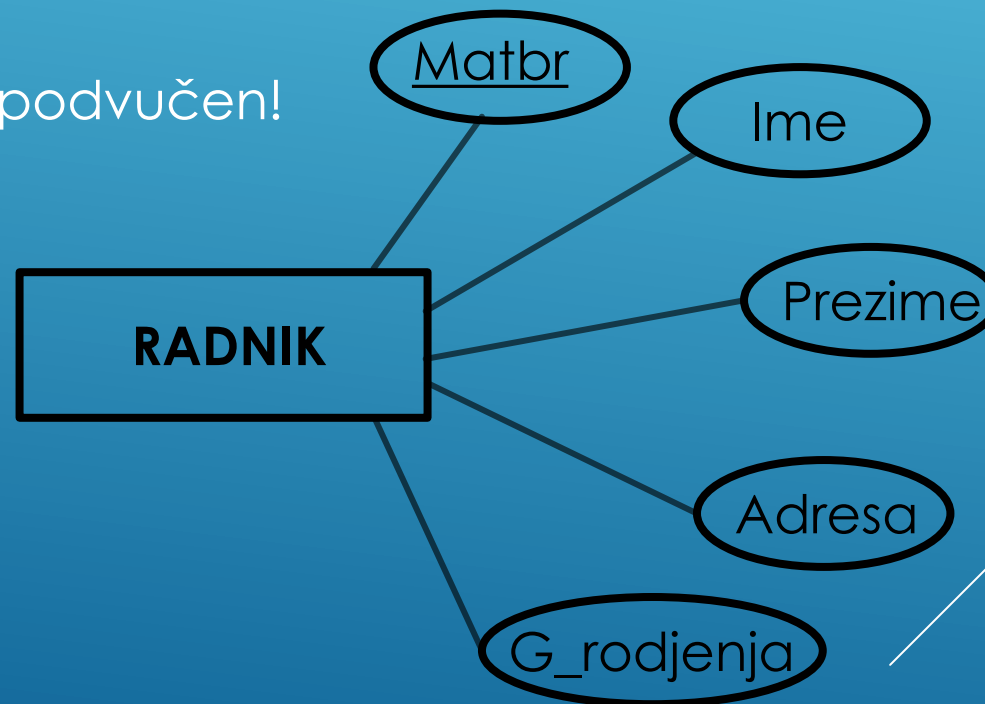 podvučen!
Matbr
Ime
Prezime
RADNIK
Adresa
G_rodjenja